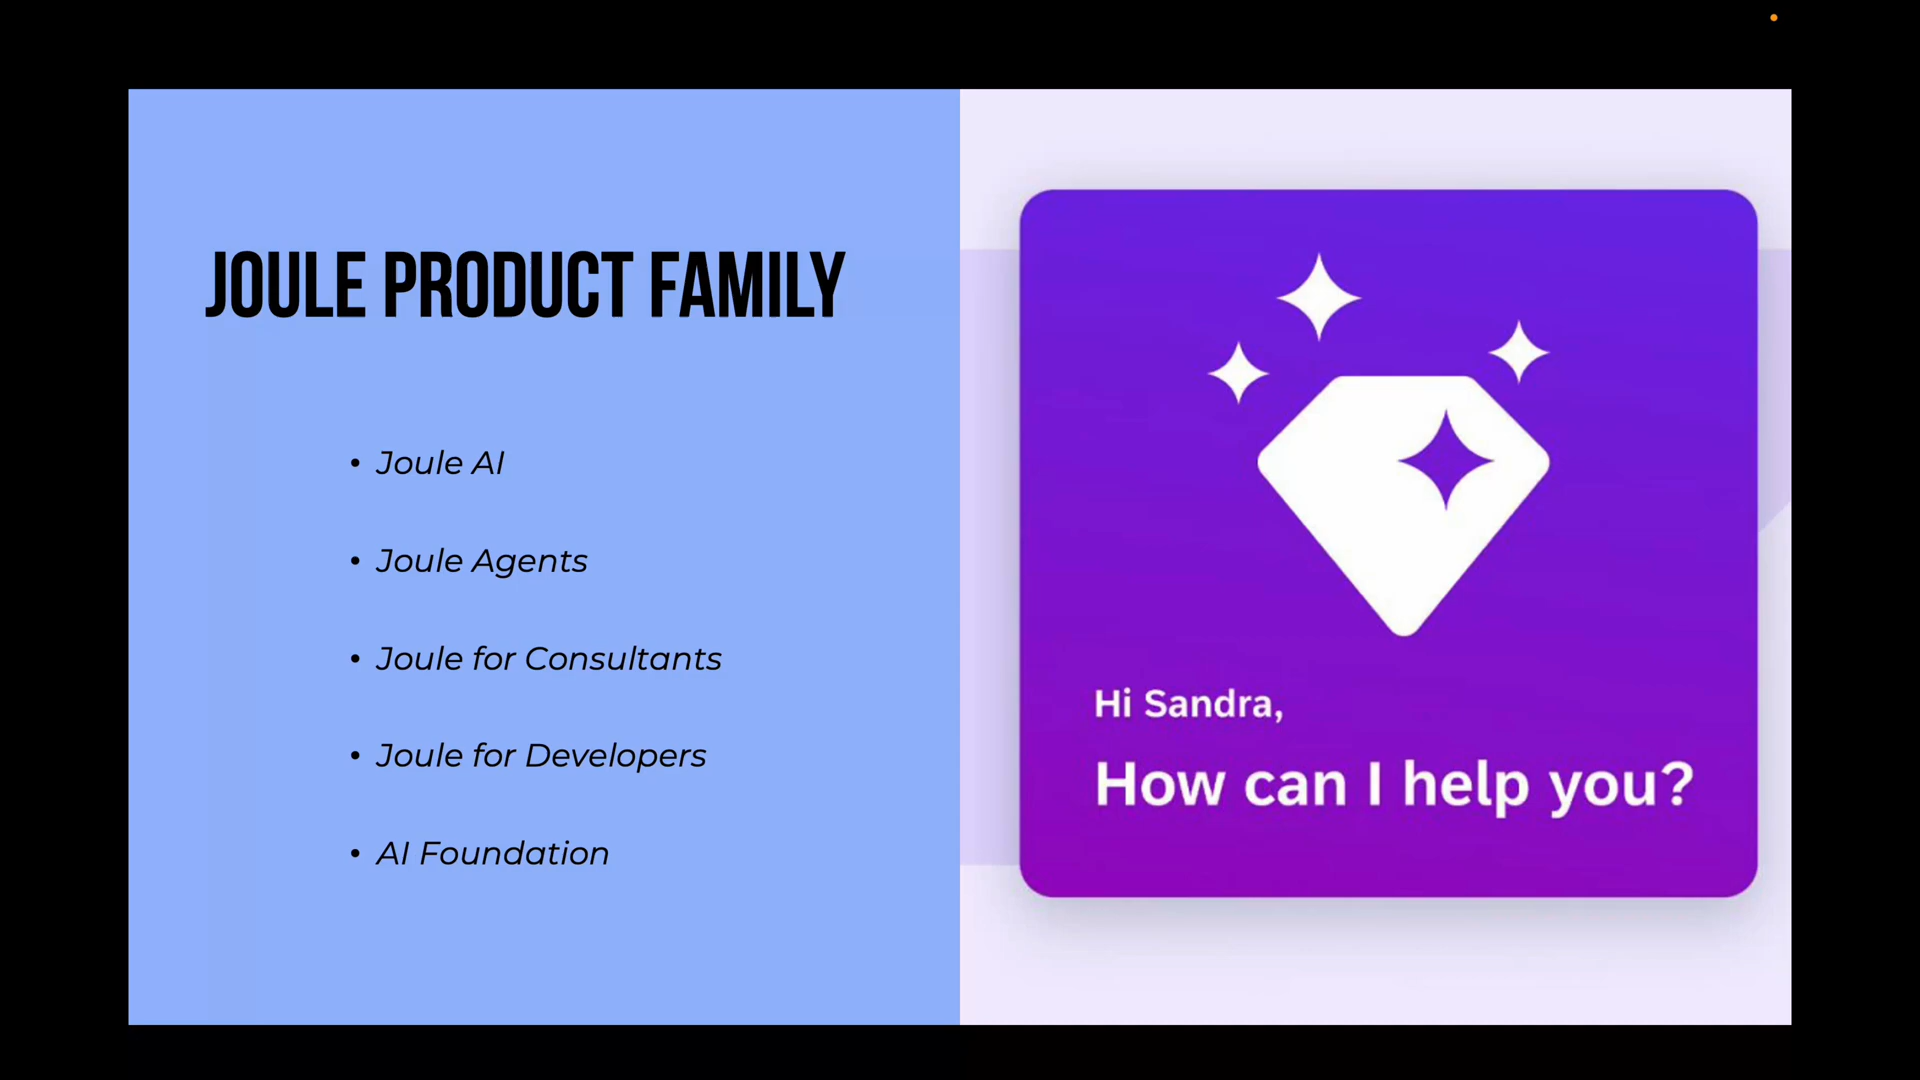 JOULE PRODUCT FAMILY
• Joule AI
• Joule Agents
• Joule for Consultants
• Joule for Developers
• AI Foundation
Hi Sandra,
How can I help you?